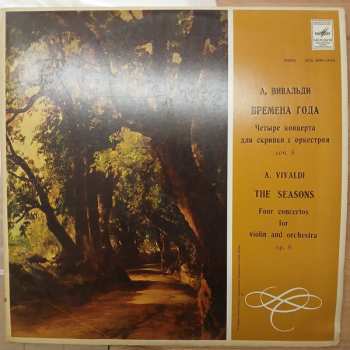 А. ВИВАЛЬДИ
ВРЕМЕНА ГОДА
Четыре концерта
для скрипки с оркестром
соч. 8
A. VIVALDI
THE SEASONS
Four concertos
for
violin and orchestra
op. 8